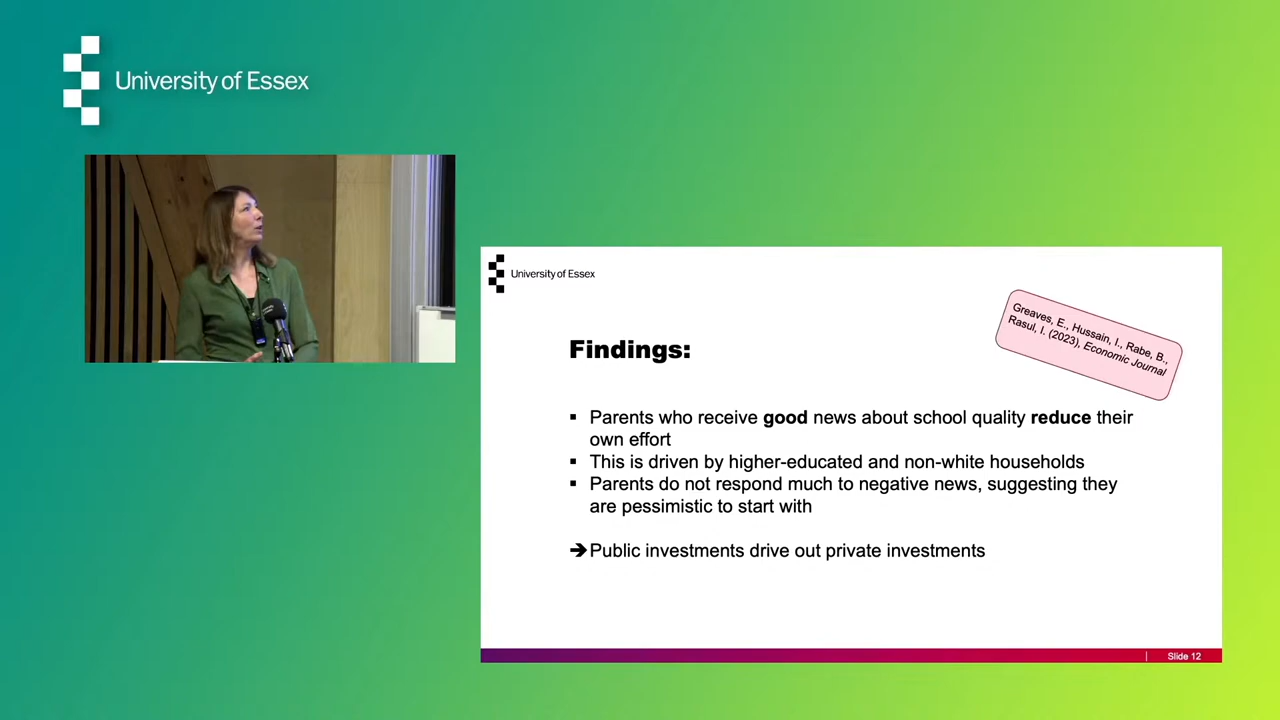 University of Essex
University of Essex
Greaves, E., Hussain, I., Rabe, B.,
Rasul, I. (2023), Economic Journal
Findings:
▪ Parents who receive good news about school quality reduce their
own effort
▪ This is driven by higher-educated and non-white households
▪ Parents do not respond much to negative news, suggesting they
are pessimistic to start with
➔Public investments drive out private investments
Slide 12